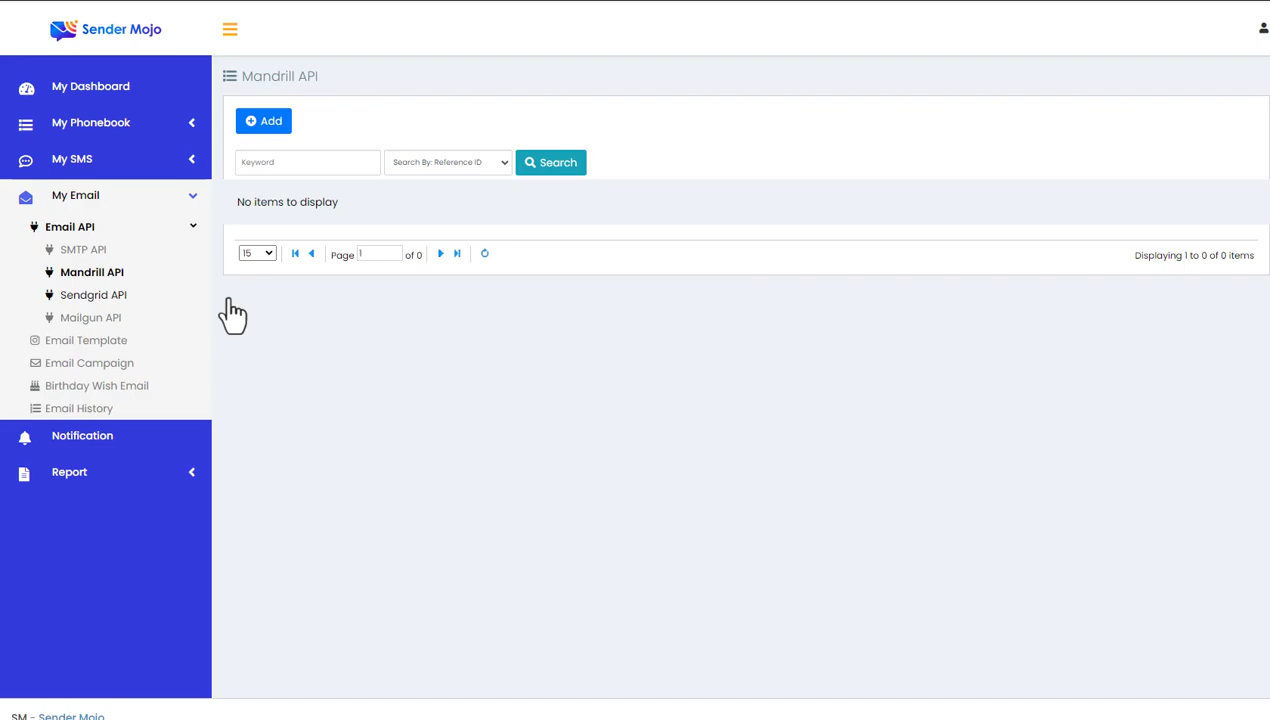 Sender Mojo
My Dashboard
My Phonebook
My SMS
My Email
Email API
SMTP API
Mandrill API
Sendgrid API
Mailgun API
Email Template
Email Campaign
Birthday Wish Email
Email History
Notification
Report
Mandrill API
Add
Keyword
Search By: Reference ID
Search
No items to display
15
Page 1 of 0
Displaying 1 to 0 of 0 items
SM - Sender Mojo